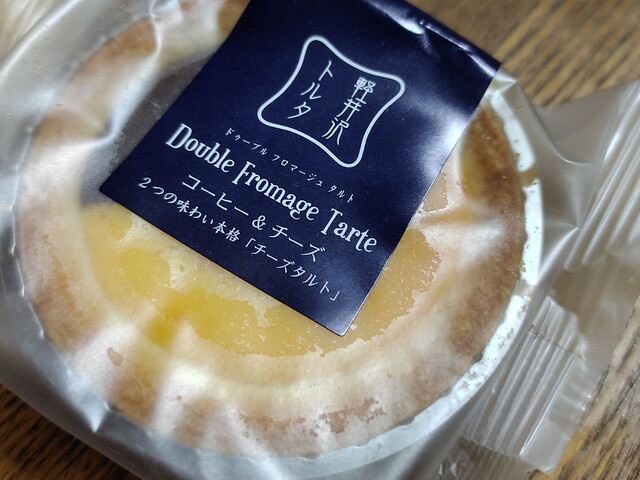 軽井沢
トルタ
ドゥーブル フロマージュ タルト
Double Fromage Tarte
コーヒー & チーズ
2つの味わい本格「チーズタルト」